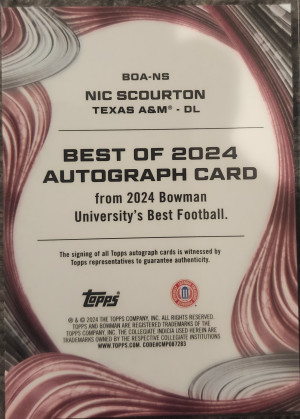 BOA-NS
NIC SCOURTON
TEXAS A&M® - DL
BEST OF 2024
AUTOGRAPH CARD
from 2024 Bowman
University's Best Football.
The signing of all Topps autograph cards is witnessed by
Topps representatives to guarantee authenticity.
topps
® & © 2024 THE TOPPS COMPANY, INC. ALL RIGHTS RESERVED.
TOPPS AND BOWMAN ARE REGISTERED TRADEMARKS OF THE
TOPPS COMPANY, INC. THE COLLEGIATE INDICIA USED HEREIN ARE
TRADEMARKS OWNED BY THE RESPECTIVE COLLEGIATE INSTITUTIONS
WWW.TOPPS.COM. CODE#CMP087283